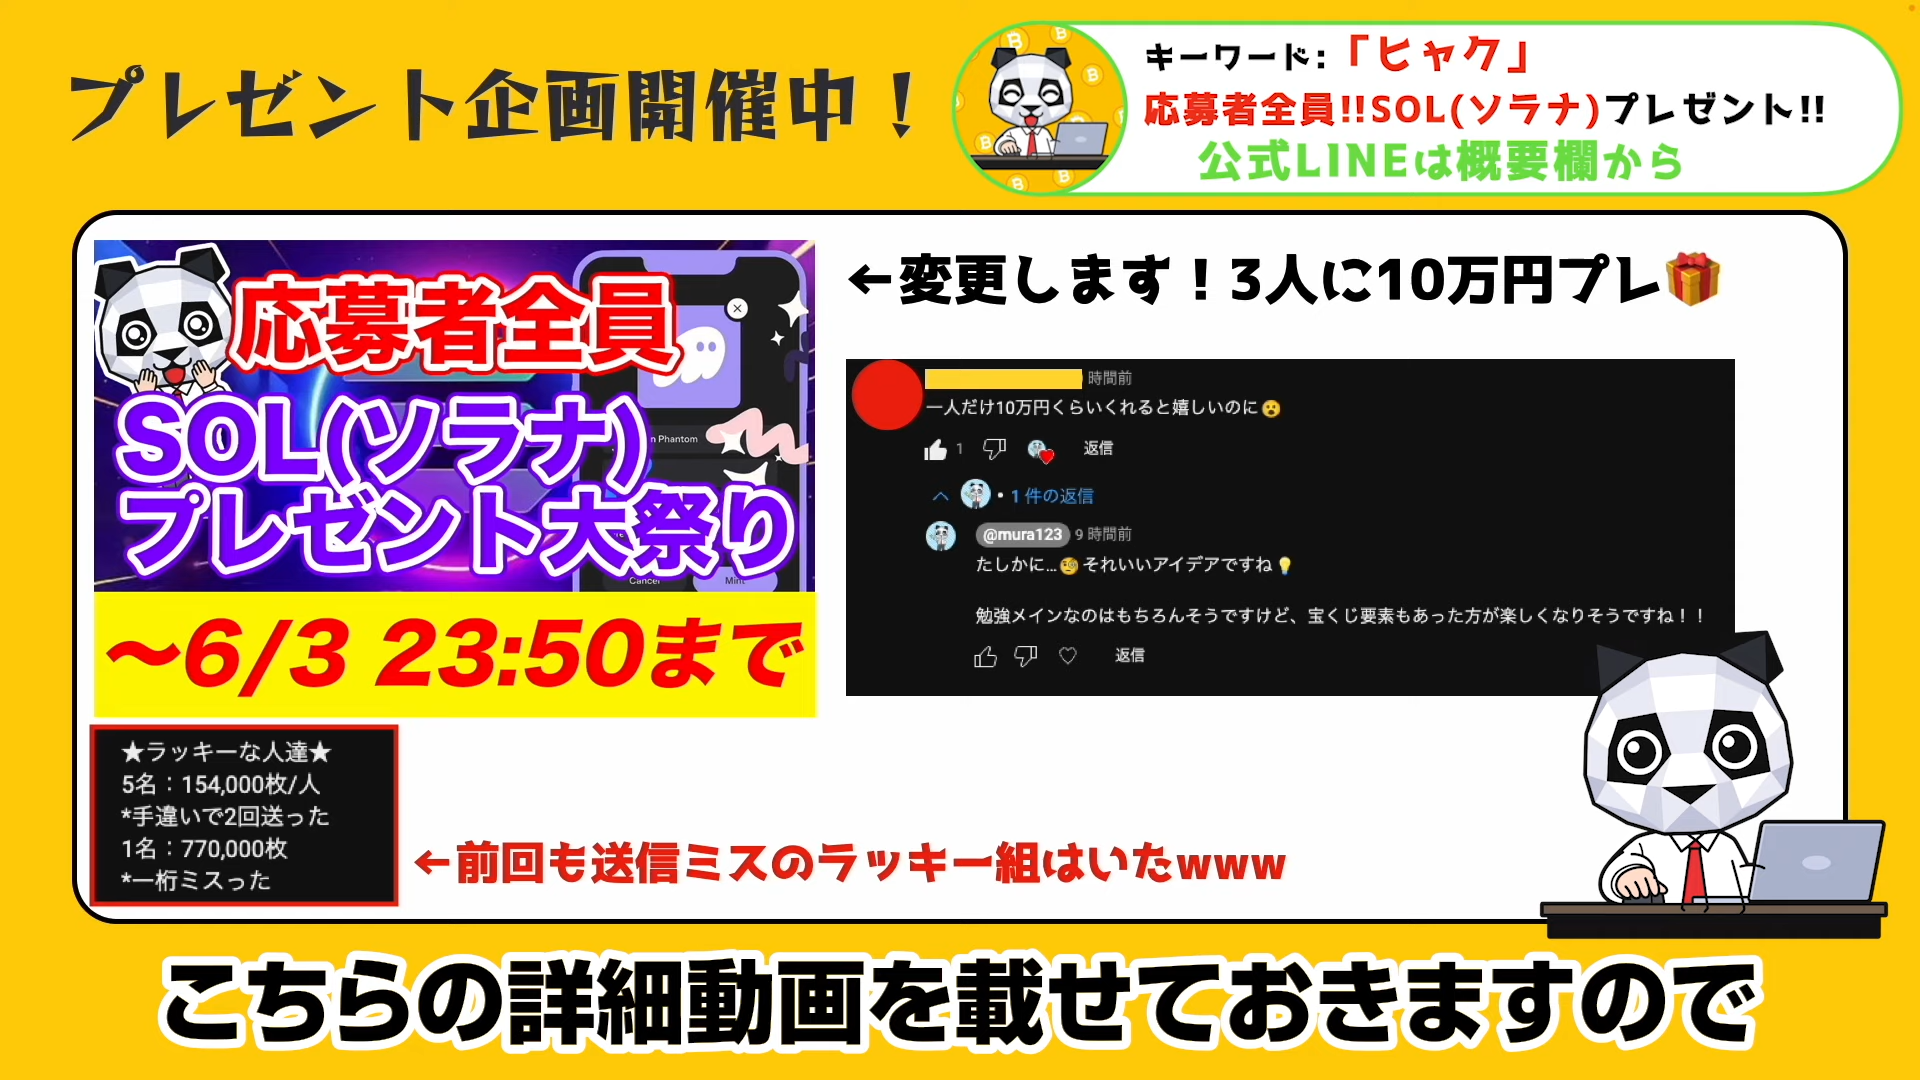 プレゼント企画開催中！
キーワード:「ヒャク」
応募者全員!!SOL(ソラナ)プレゼント!!
公式LINEは概要欄から
応募者全員
SOL(ソラナ)
プレゼント大祭り
n Phantom
Cancel
Mint
～6/3 23:50まで
←変更します！3人に10万円プレ🎁
時間前
一人だけ10万円くらいくれると嬉しいのに😮
1
返信
• 1 件の返信
@mura123 9 時間前
たしかに...🧐それいいアイデアですね💡
勉強メインなのはもちろんそうですけど、宝くじ要素もあった方が楽しくなりそうですね！！
返信
★ラッキーな人達★
5名：154,000枚/人
*手違いで2回送った
1名：770,000枚
*一桁ミスった
←前回も送信ミスのラッキー組はいたwww
こちらの詳細動画を載せておきますので